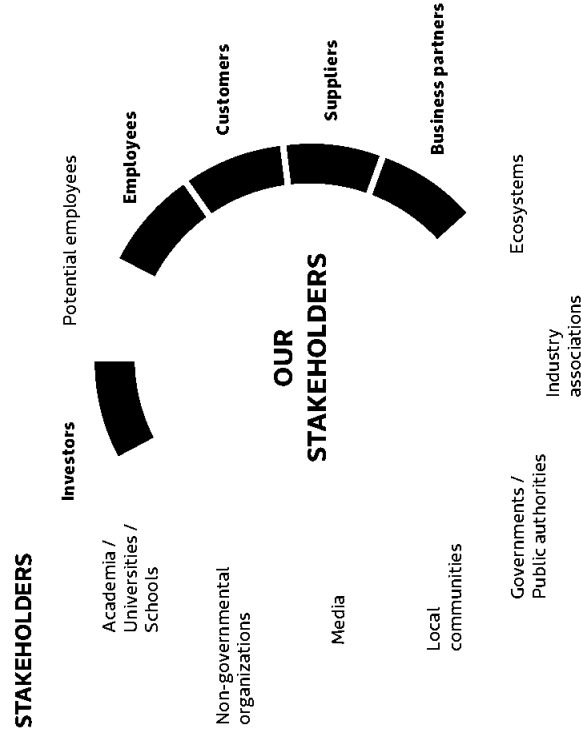 STAKEHOLDERS
Potential employees
Employees
Customers
Suppliers
Business partners
Ecosystems
Industry
associations
Governments /
Public authorities
Local
communities
Media
Non-governmental
organizations
Academia /
Universities /
Schools
Investors
OUR
STAKEHOLDERS